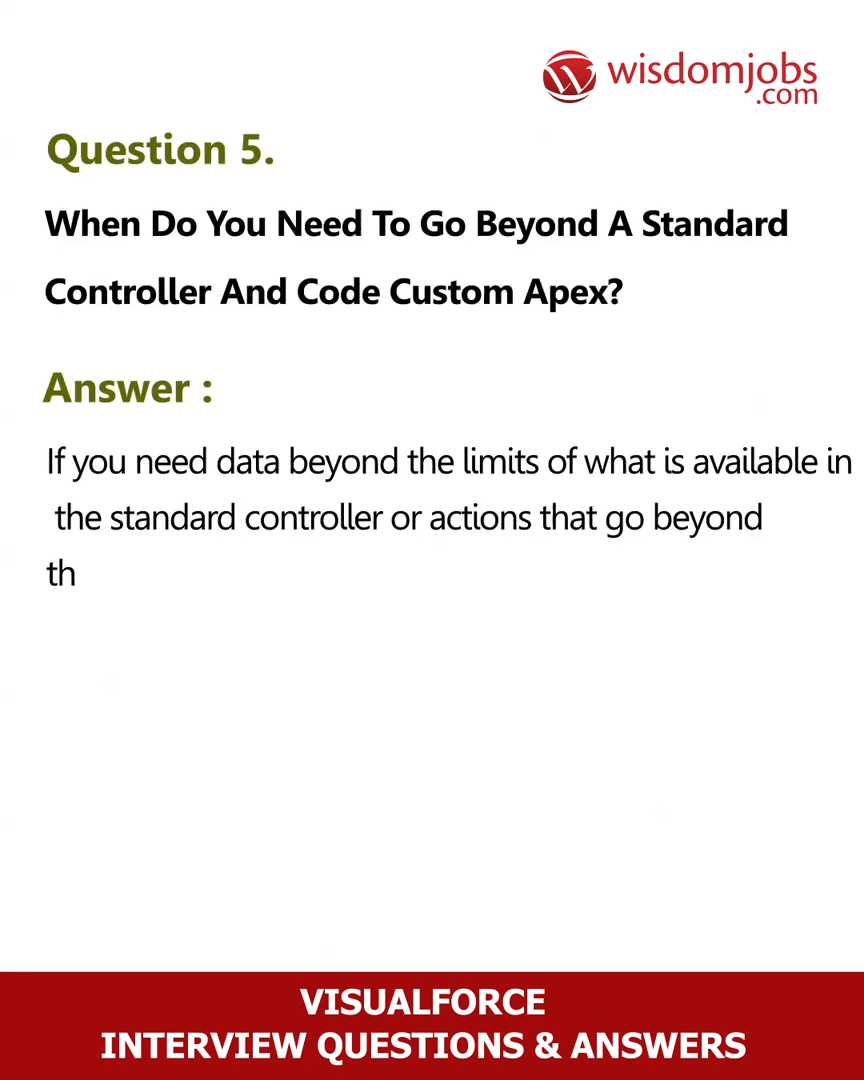 wisdomjobs
.com
Question 5.
When Do You Need To Go Beyond A Standard
Controller And Code Custom Apex?
Answer :
If you need data beyond the limits of what is available in
the standard controller or actions that go beyond
th
VISUALFORCE
INTERVIEW QUESTIONS & ANSWERS